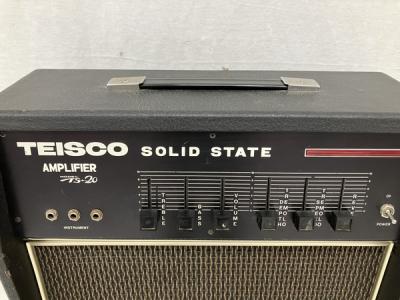 TEISCO SOLID STATE
AMPLIFIER
TS-20
INSTRUMENT
TREBLE
BASS
VOLUME
POWER